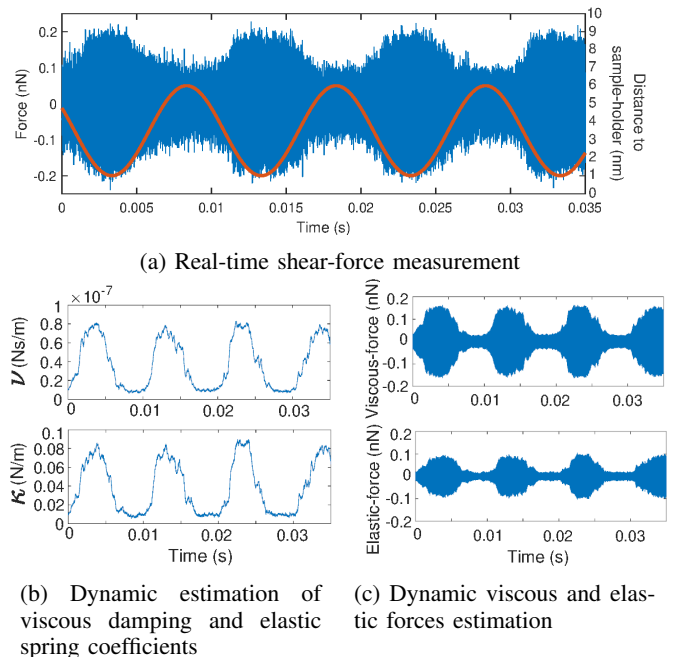 0.2
0.1
0
-0.1
-0.2
Force (nN)
10
9
8
7
6
5
4
3
2
1
0
Distance to
sample-holder (nm)
0 0.005 0.01 0.015 0.02 0.025 0.03 0.035
Time (s)
(a) Real-time shear-force measurement
×10⁻⁷
1
0.8
0.6
0.4
0.2
0
𝒱 (Ns/m)
0 0.01 0.02 0.03
0.1
0.08
0.06
0.04
0.02
0
κ (N/m)
0 0.01 0.02 0.03
Time (s)
0.2
0.1
0
-0.1
-0.2
Viscous-force (nN)
0 0.01 0.02 0.03
0.2
0.1
0
-0.1
-0.2
Elastic-force (nN)
0 0.01 0.02 0.03
Time (s)
(b) Dynamic estimation of
viscous damping and elastic
spring coefficients
(c) Dynamic viscous and elas-
tic forces estimation